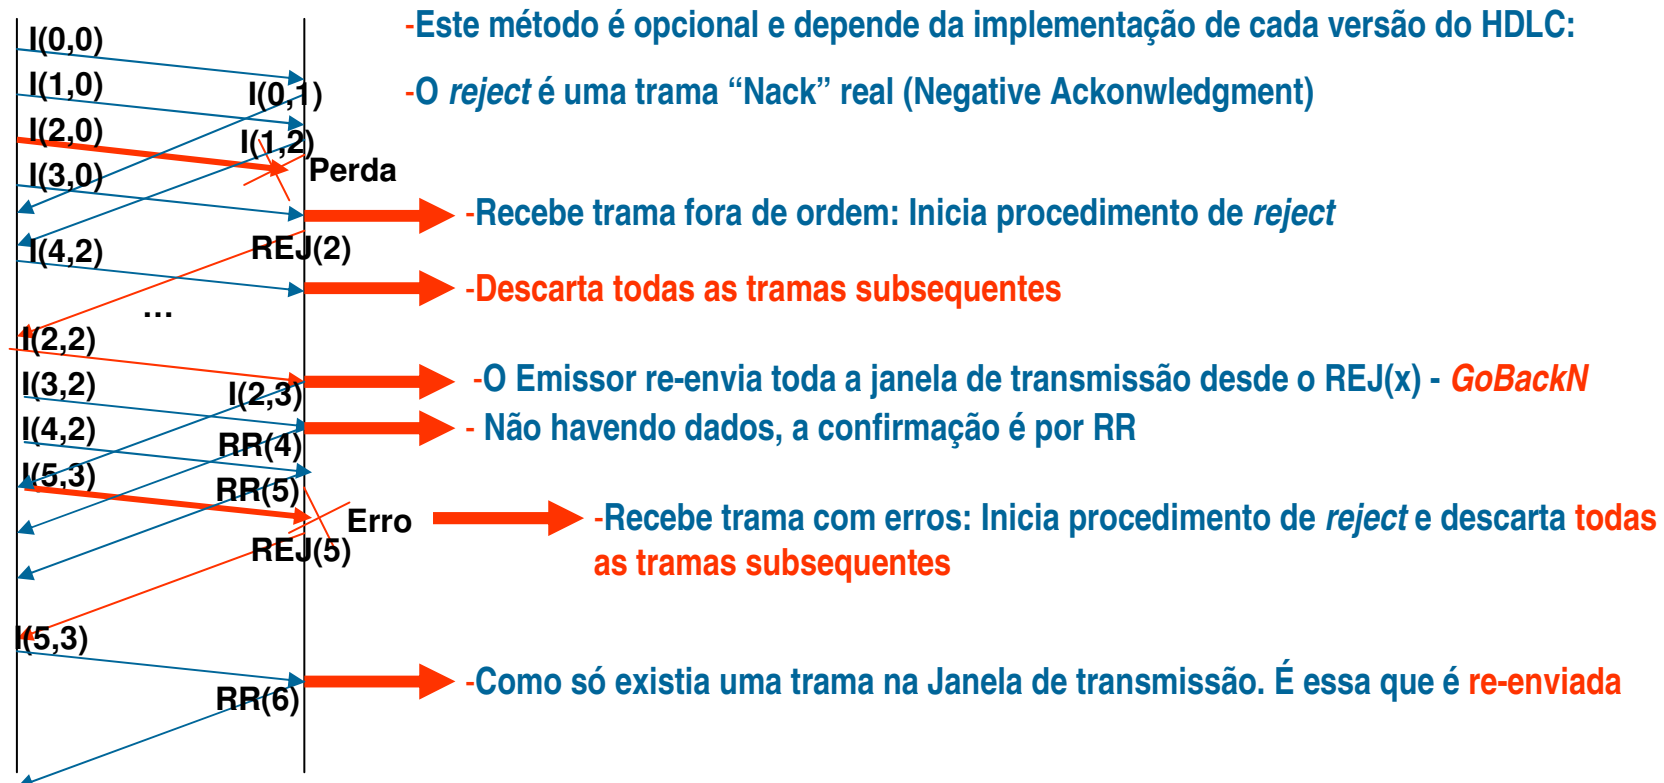 -Este método é opcional e depende da implementação de cada versão do HDLC:
I(0,0)
I(1,0)
I(0,1)
-O reject é uma trama “Nack” real (Negative Ackonwledgment)
I(2,0)
I(1,2)
I(3,0)
Perda
-Recebe trama fora de ordem: Inicia procedimento de reject
I(4,2)
REJ(2)
-Descarta todas as tramas subsequentes
...
I(2,2)
I(3,2)
I(2,3)
-O Emissor re-envia toda a janela de transmissão desde o REJ(x) - GoBackN
I(4,2)
RR(4)
- Não havendo dados, a confirmação é por RR
I(5,3)
RR(5)
Erro
-Recebe trama com erros: Inicia procedimento de reject e descarta todas
as tramas subsequentes
REJ(5)
I(5,3)
RR(6)
-Como só existia uma trama na Janela de transmissão. É essa que é re-enviada